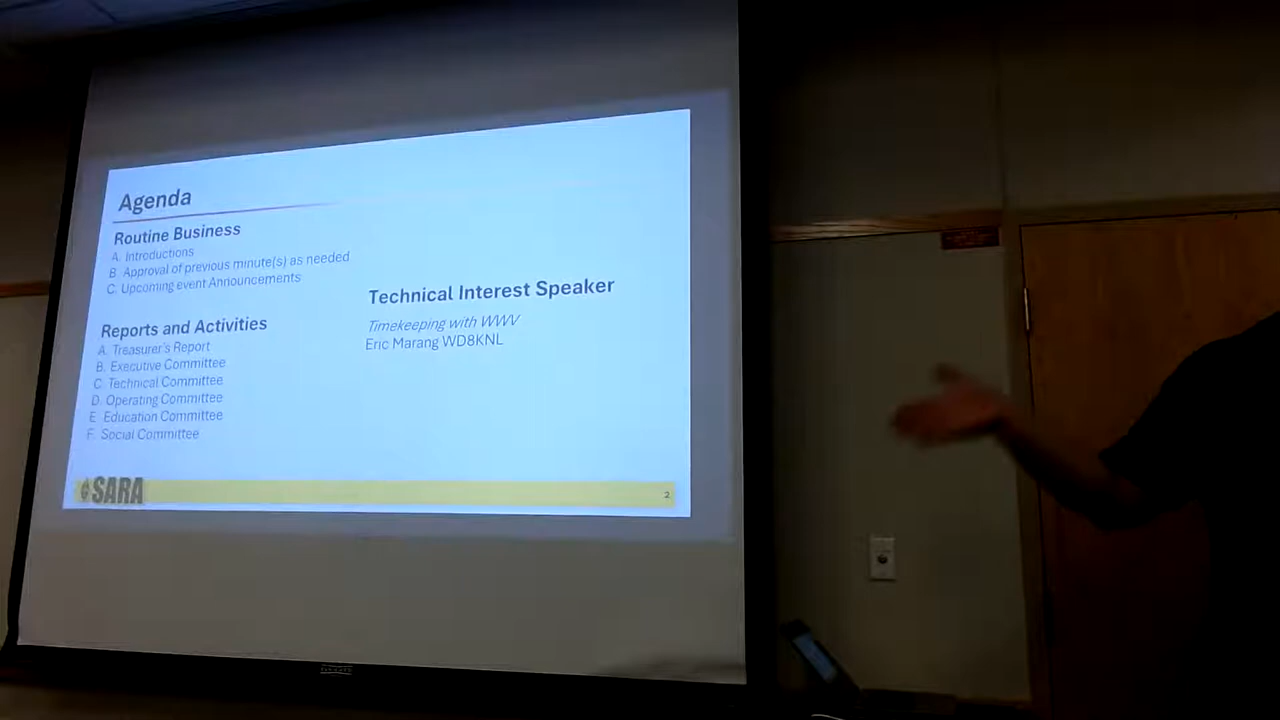 Agenda
Routine Business
A. Introductions
B. Approval of previous minute(s) as needed
C. Upcoming event Announcements
Reports and Activities
A. Treasurer's Report
B. Executive Committee
C. Technical Committee
D. Operating Committee
E. Education Committee
F. Social Committee
Technical Interest Speaker
Timekeeping with WWV
Eric Marang WD8KNL
SARA
2